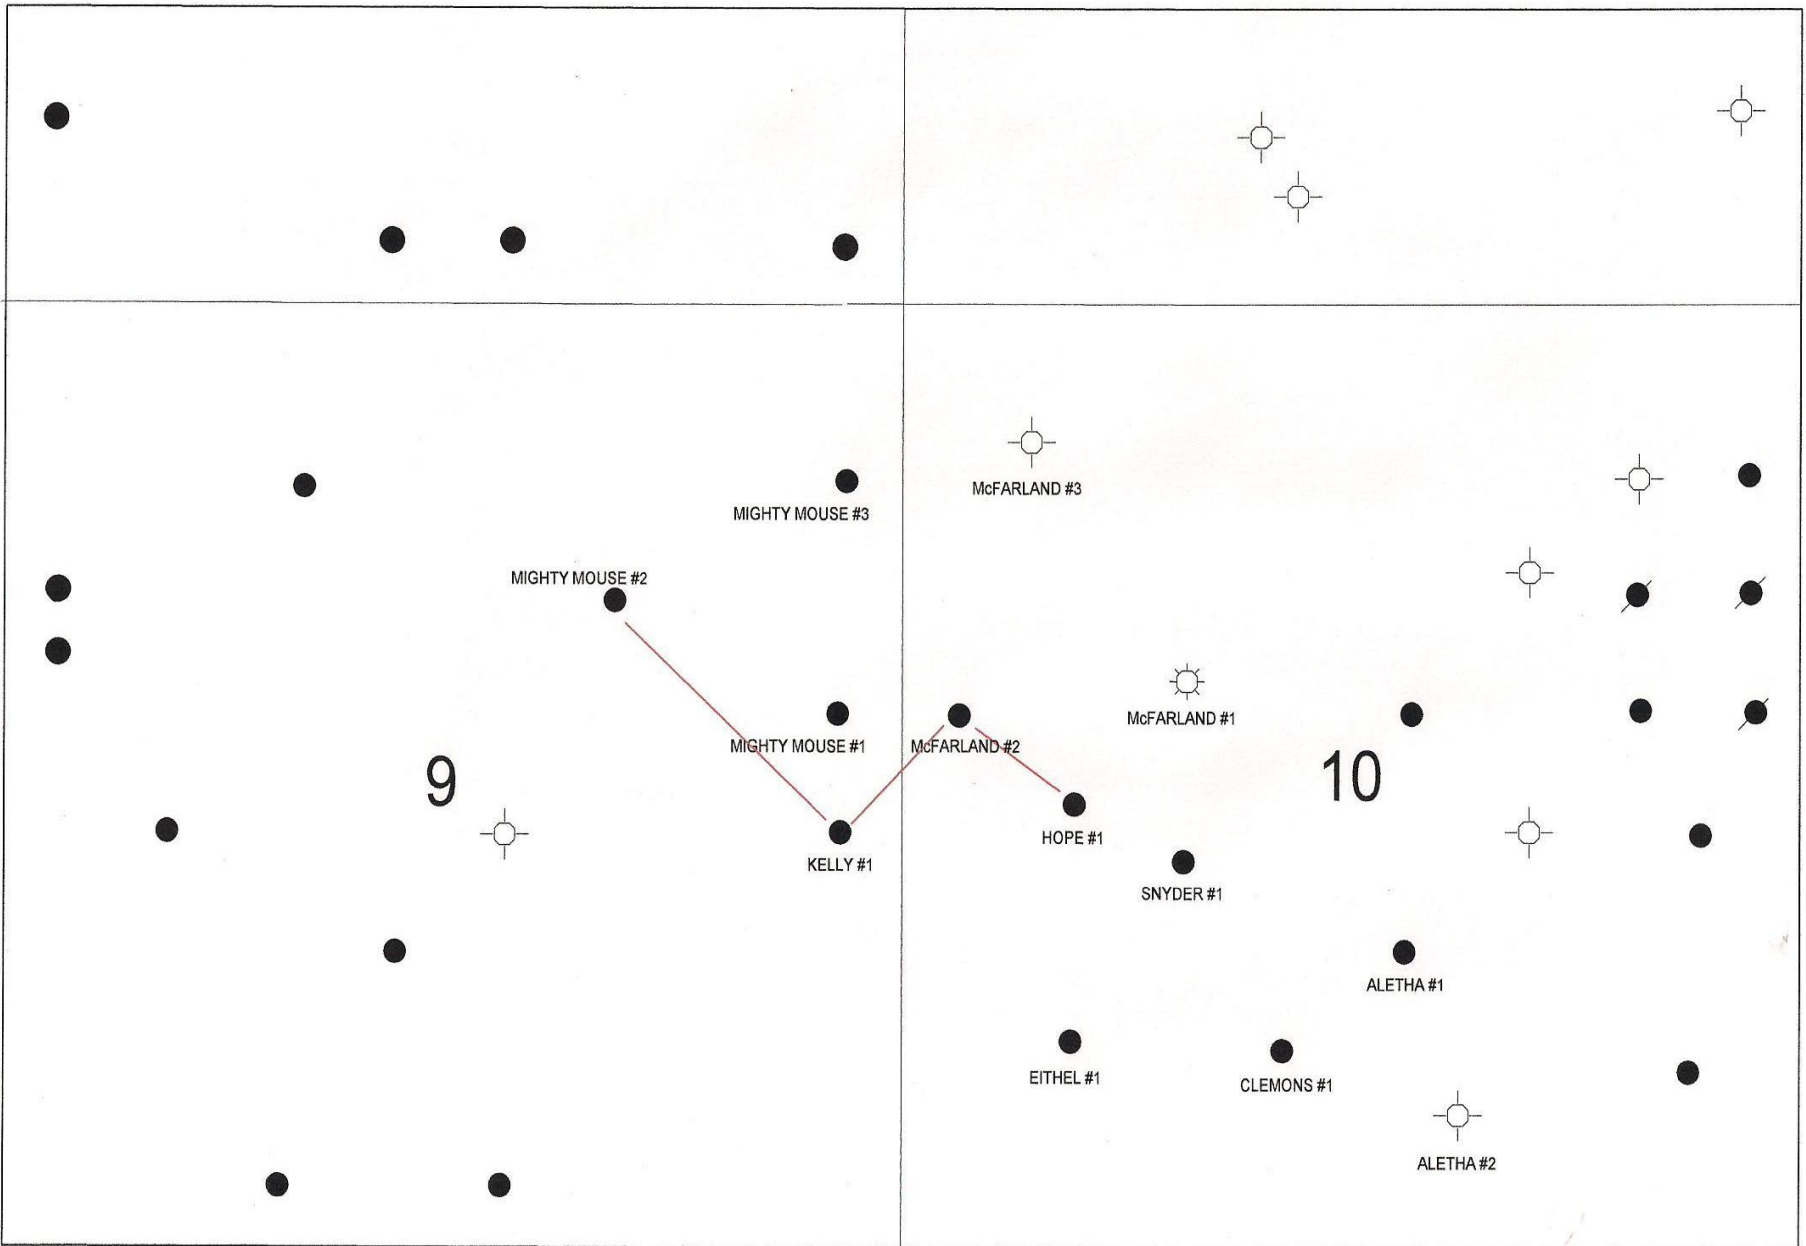 McFARLAND #3
MIGHTY MOUSE #3
MIGHTY MOUSE #2
McFARLAND #1
MIGHTY MOUSE #1
McFARLAND #2
9
10
HOPE #1
KELLY #1
SNYDER #1
ALETHA #1
EITHEL #1
CLEMONS #1
ALETHA #2